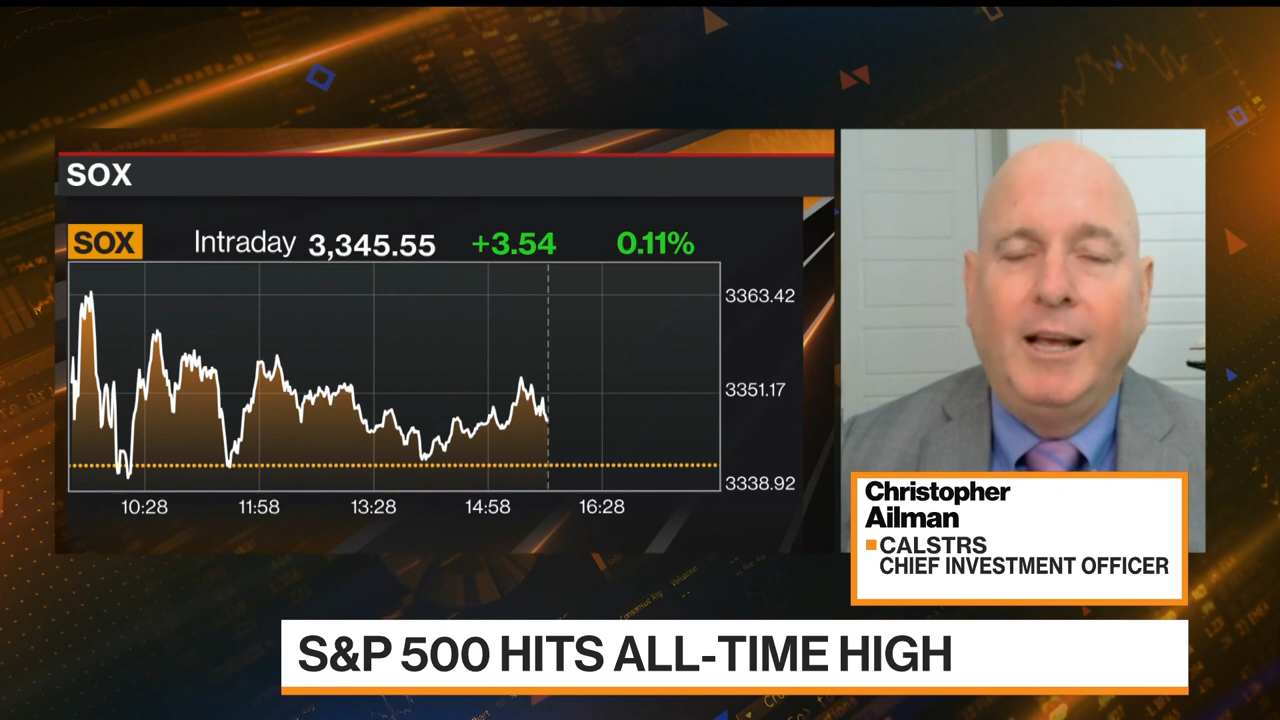 SOX
SOX Intraday 3,345.55 +3.54 0.11%
3363.42
3351.17
3338.92
10:28 11:58 13:28 14:58 16:28
Christopher
Ailman
CALSTRS
CHIEF INVESTMENT OFFICER
S&P 500 HITS ALL-TIME HIGH